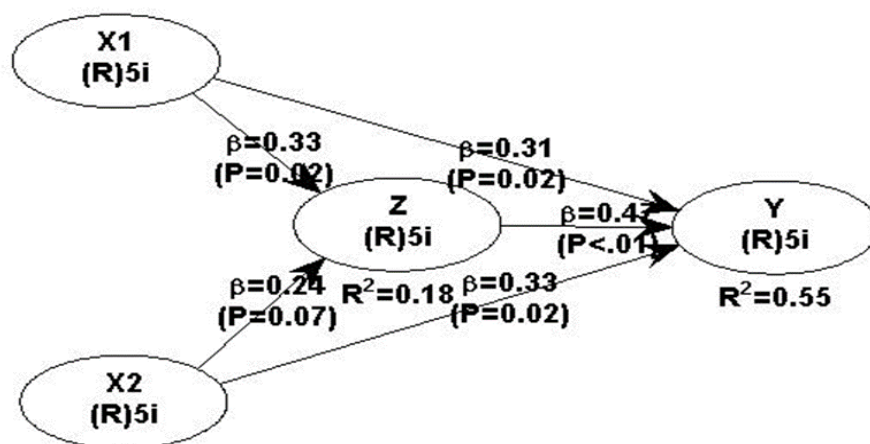 X1
(R)5i
β=0.33
(P=0.02)
β=0.31
(P=0.02)
Z
(R)5i
R²=0.18
(P<.01)
Y
(R)5i
R²=0.55
β=0.24
(P=0.07)
β=0.33
(P=0.02)
X2
(R)5i